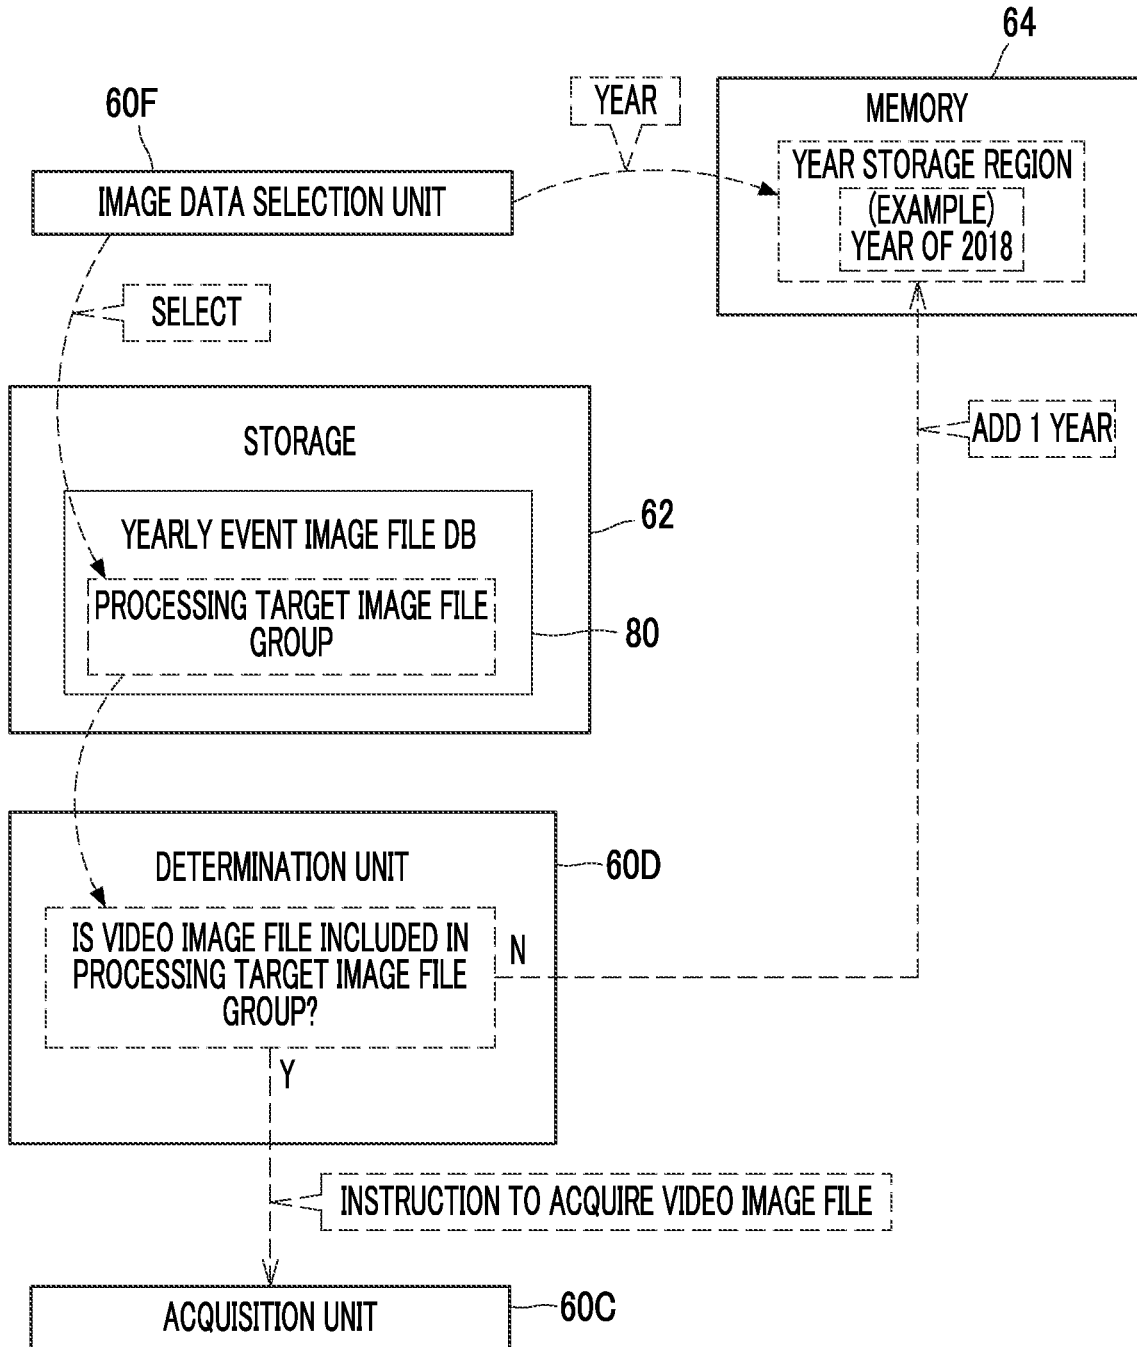 64
60F
YEAR
MEMORY
YEAR STORAGE REGION
(EXAMPLE)
YEAR OF 2018
IMAGE DATA SELECTION UNIT
SELECT
ADD 1 YEAR
STORAGE
62
YEARLY EVENT IMAGE FILE DB
PROCESSING TARGET IMAGE FILE
GROUP
80
DETERMINATION UNIT
60D
IS VIDEO IMAGE FILE INCLUDED IN
PROCESSING TARGET IMAGE FILE
GROUP?
N
Y
INSTRUCTION TO ACQUIRE VIDEO IMAGE FILE
ACQUISITION UNIT
60C